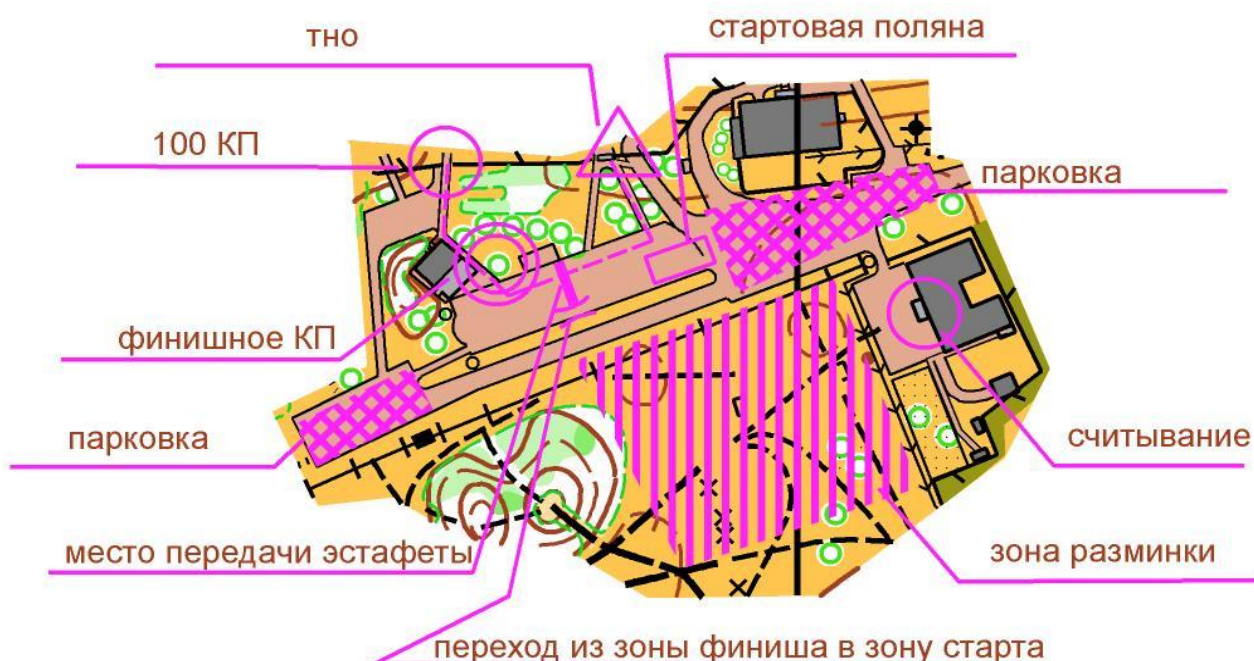 тно
стартовая поляна
100 КП
парковка
финишное КП
парковка
считывание
место передачи эстафеты
зона разминки
переход из зоны финиша в зону старта